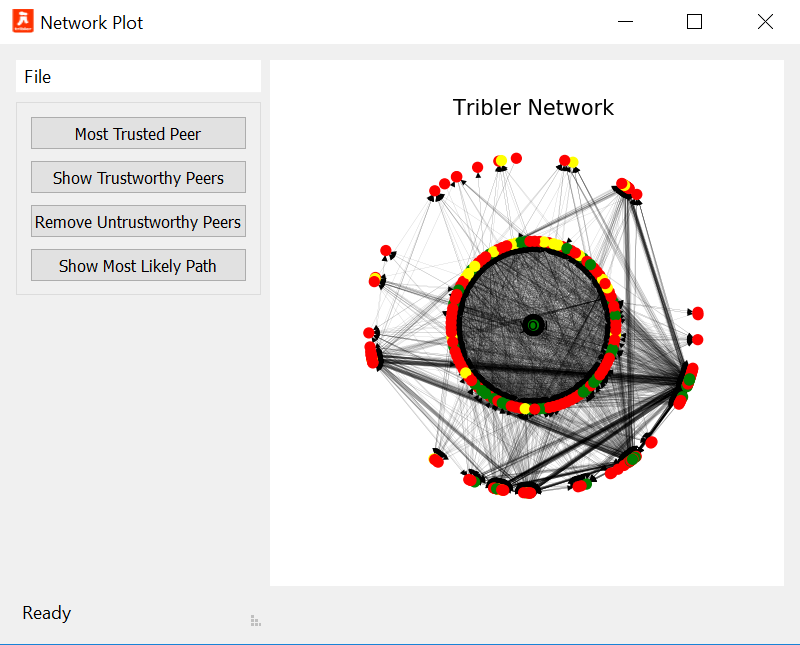 Network Plot
File
Most Trusted Peer
Show Trustworthy Peers
Remove Untrustworthy Peers
Show Most Likely Path
Tribler Network
Ready